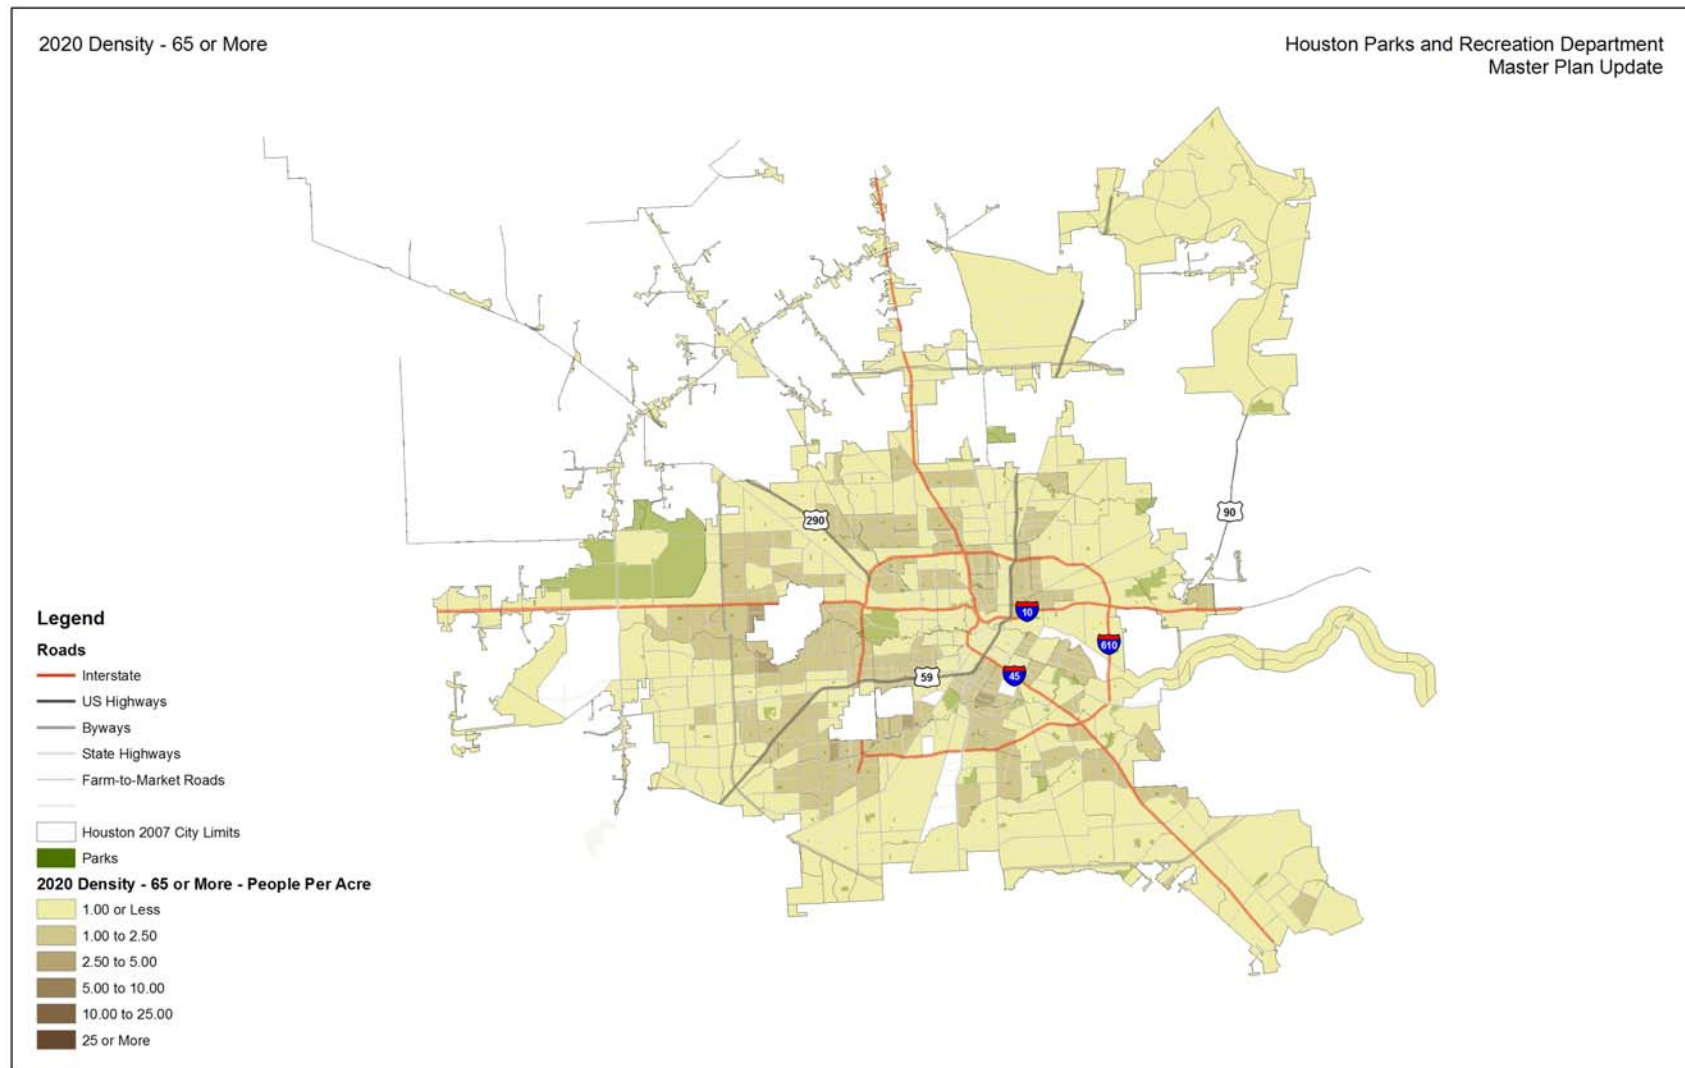 2020 Density - 65 or More
Houston Parks and Recreation Department
Master Plan Update
290
90
10
610
59
45
Legend
Roads
Interstate
US Highways
Byways
State Highways
Farm-to-Market Roads
Houston 2007 City Limits
Parks
2020 Density - 65 or More - People Per Acre
1.00 or Less
1.00 to 2.50
2.50 to 5.00
5.00 to 10.00
10.00 to 25.00
25 or More